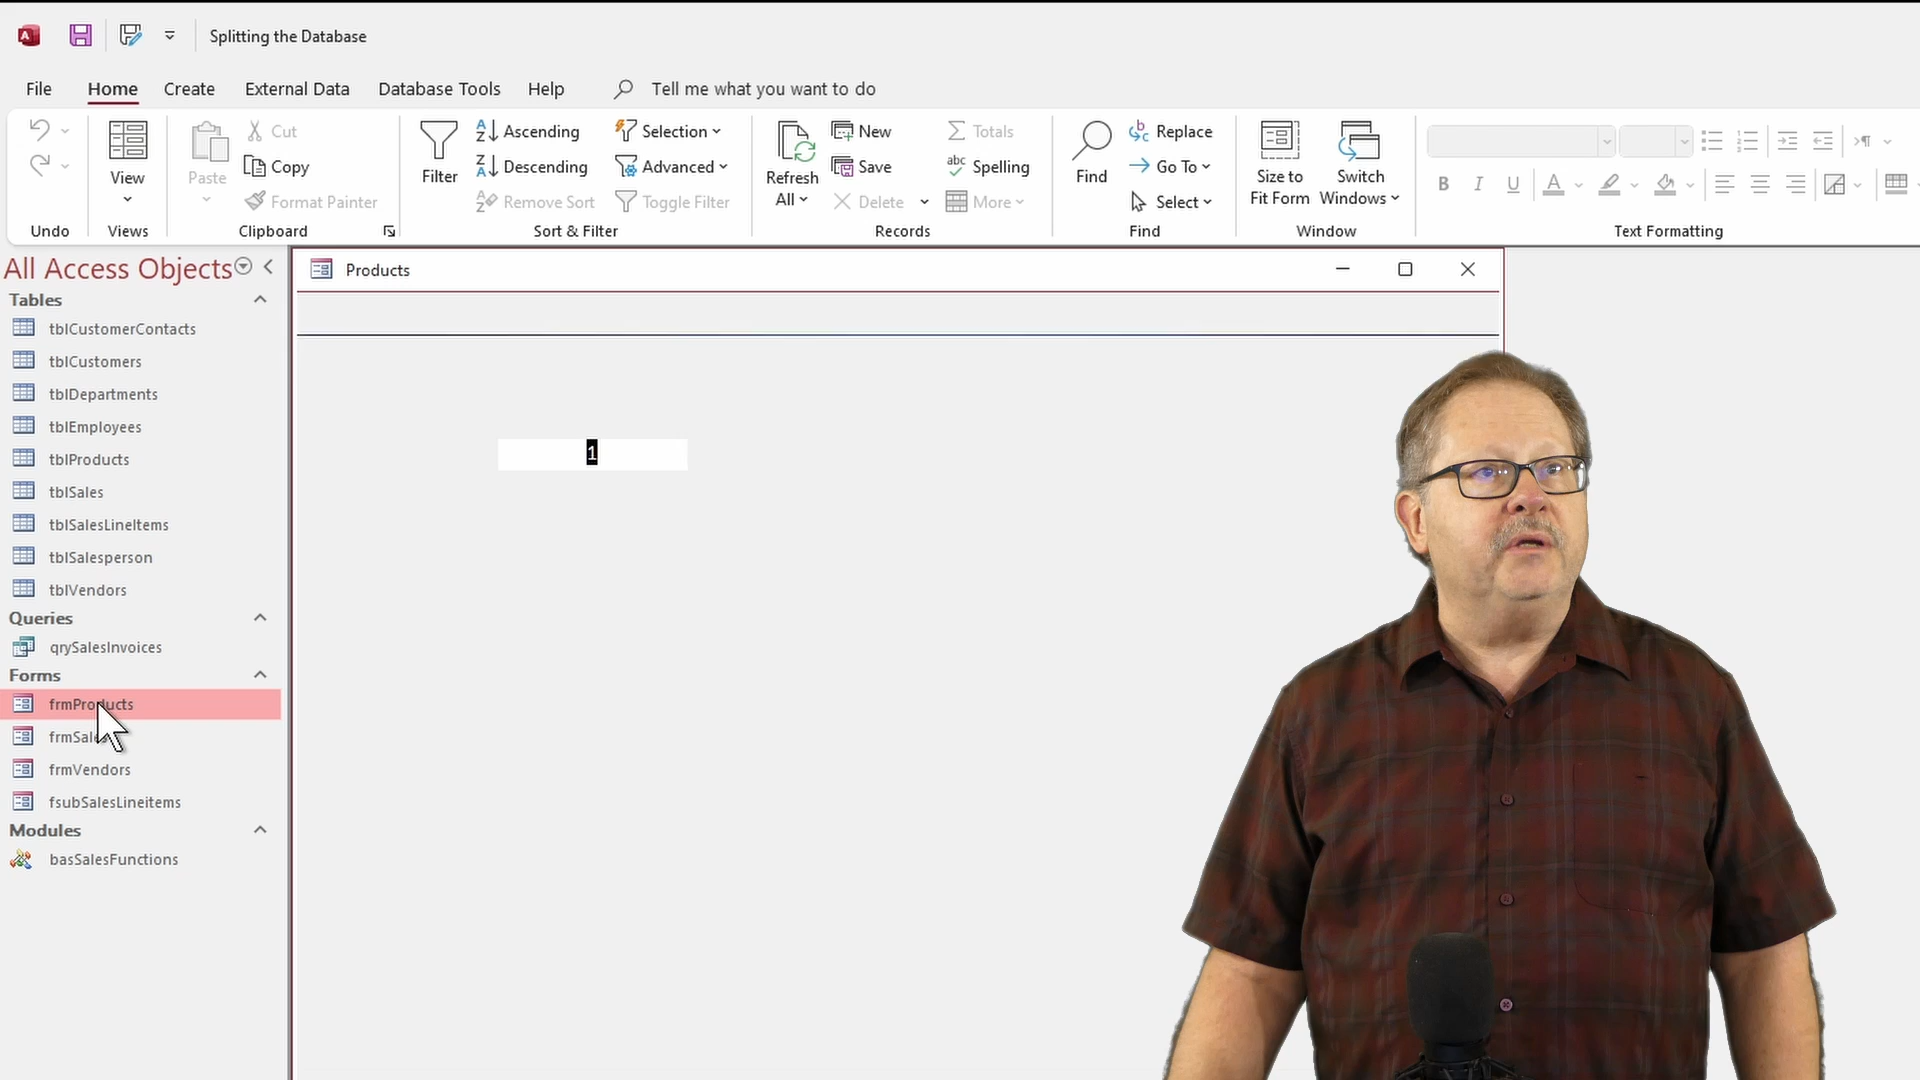 Splitting the Database
File Home Create External Data Database Tools Help Tell me what you want to do
Undo
View
Views
Paste
Cut
Copy
Format Painter
Clipboard
Filter
Ascending
Descending
Remove Sort
Selection
Advanced
Toggle Filter
Sort & Filter
Refresh All
New
Save
Delete
Totals
Spelling
More
Records
Find
Replace
Go To
Select
Find
Size to Fit Form
Switch Windows
Window
B I U A
Text Formatting
All Access Objects
Tables
tblCustomerContacts
tblCustomers
tblDepartments
tblEmployees
tblProducts
tblSales
tblSalesLineItems
tblSalesperson
tblVendors
Queries
qrySalesInvoices
Forms
frmProducts
frmVendors
fsubSalesLineitems
Modules
basSalesFunctions
Products
1